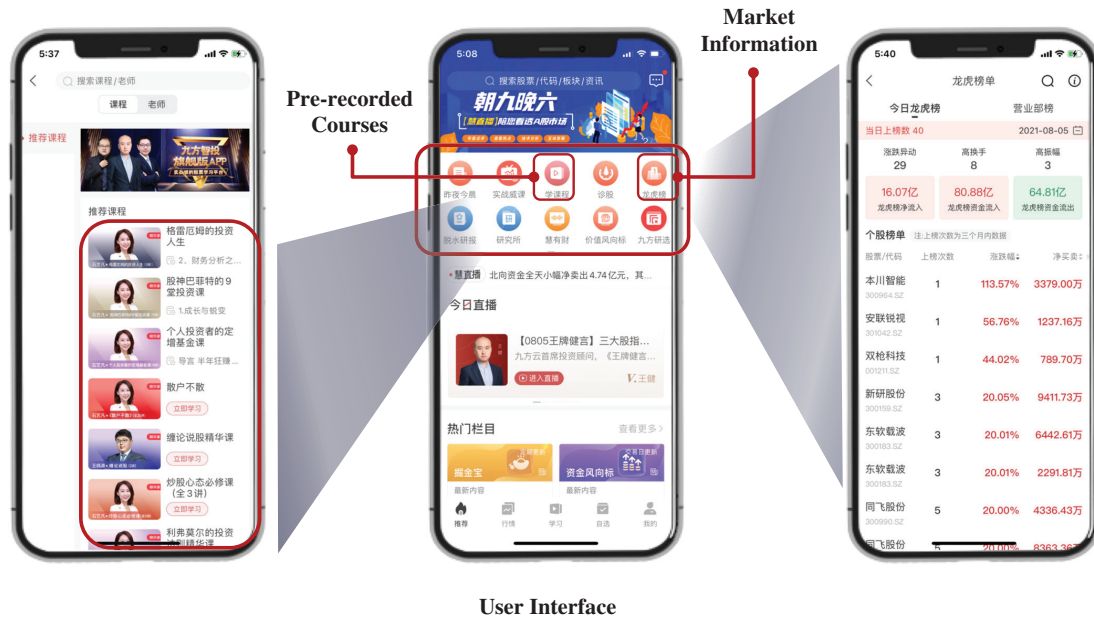 Market
Information
Pre-recorded
Courses
5:37
搜索课程/老师
课程 老师
推荐课程
九方智投
旗舰版APP
推荐课程
格雷厄姆的投资
人生
2. 财务分析之...
股神巴菲特的9
堂投资课
1.成长与蜕变
个人投资者的定
增基金课
导言 半年狂赚...
散户不散
立即学习
缠论说股精华课
立即学习
炒股心态必修课
(全3讲)
立即学习
利弗莫尔的投资
5:08
搜索股票/代码/板块/资讯
朝九晚六
【慧直播】陪您看透A股市场
昨夜今晨 实战威课 学课程 诊股 龙虎榜
脱水研报 研究所 慧有财 价值风向标 九方研选
慧直播 北向资金全天小幅净卖出4.74亿元，其...
今日直播
【0805王牌健言】三大股指...
九方云首席投资顾问，《王牌健言...
进入直播 V.王健
热门栏目 查看更多
掘金宝 资金风向标
最新内容 最新内容
推荐 行情 学习 自选 我的
5:40
龙虎榜单
今日龙虎榜 营业部榜
当日上榜数 40 2021-08-05
涨跌异动 高换手 高振幅
29 8 3
16.07亿 80.88亿 64.81亿
龙虎榜净流入 龙虎榜资金流入 龙虎榜资金流出
个股榜单 注:上榜次数为三个月内数据
股票/代码 上榜次数 涨跌幅 净买卖
本川智能 1 113.57% 3379.00万
300964.SZ
安联锐视 1 56.76% 1237.16万
301042.SZ
双枪科技 1 44.02% 789.70万
001211.SZ
新研股份 3 20.05% 9411.73万
300159.SZ
东软载波 3 20.01% 6442.61万
300183.SZ
东软载波 3 20.01% 2291.81万
300183.SZ
同飞股份 5 20.00% 4336.43万
300990.SZ
同飞股份 5 20.00% 8363.36万
User Interface